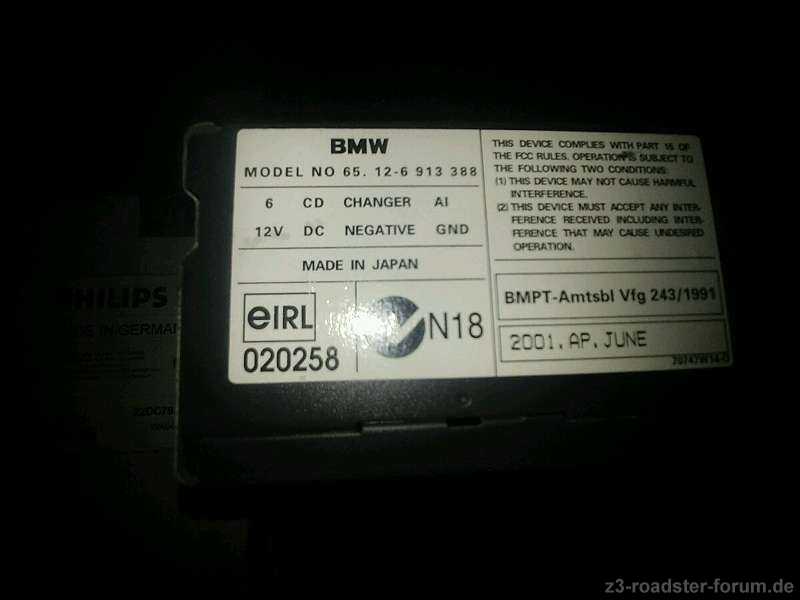 BMW
MODEL NO 65. 12-6 913 388
6 CD CHANGER AI
12V DC NEGATIVE GND
MADE IN JAPAN
eIRL
020258
N18
THIS DEVICE COMPLIES WITH PART 15 OF
THE FCC RULES. OPERATION IS SUBJECT TO
THE FOLLOWING TWO CONDITIONS:
(1) THIS DEVICE MAY NOT CAUSE HARMFUL
INTERFERENCE.
(2) THIS DEVICE MUST ACCEPT ANY INTER-
FERENCE RECEIVED INCLUDING INTER-
FERENCE THAT MAY CAUSE UNDESIRED
OPERATION.
BMPT-Amtsbl Vfg 243/1991
2001. AP. JUNE
PHILIPS
IN GERMAN
z3-roadster-forum.de